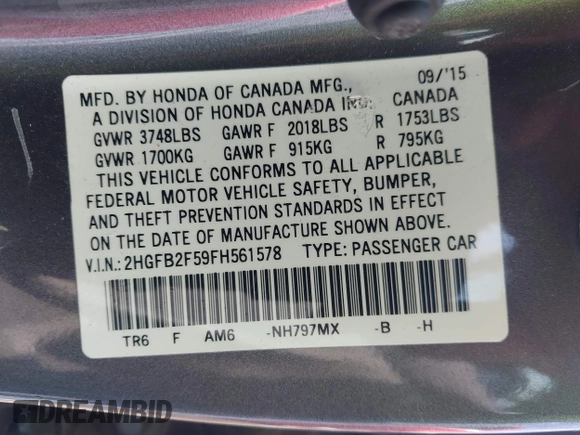 MFD. BY HONDA OF CANADA MFG., 09/'15
A DIVISION OF HONDA CANADA INC. CANADA
GVWR 3748LBS GAWR F 2018LBS R 1753LBS
GVWR 1700KG GAWR F 915KG R 795KG
THIS VEHICLE CONFORMS TO ALL APPLICABLE
FEDERAL MOTOR VEHICLE SAFETY, BUMPER,
AND THEFT PREVENTION STANDARDS IN EFFECT
ON THE DATE OF MANUFACTURE SHOWN ABOVE.
V.I.N.: 2HGFB2F59FH561578 TYPE: PASSENGER CAR
TR6 F AM6 -NH797MX -B -H
DREAMBID